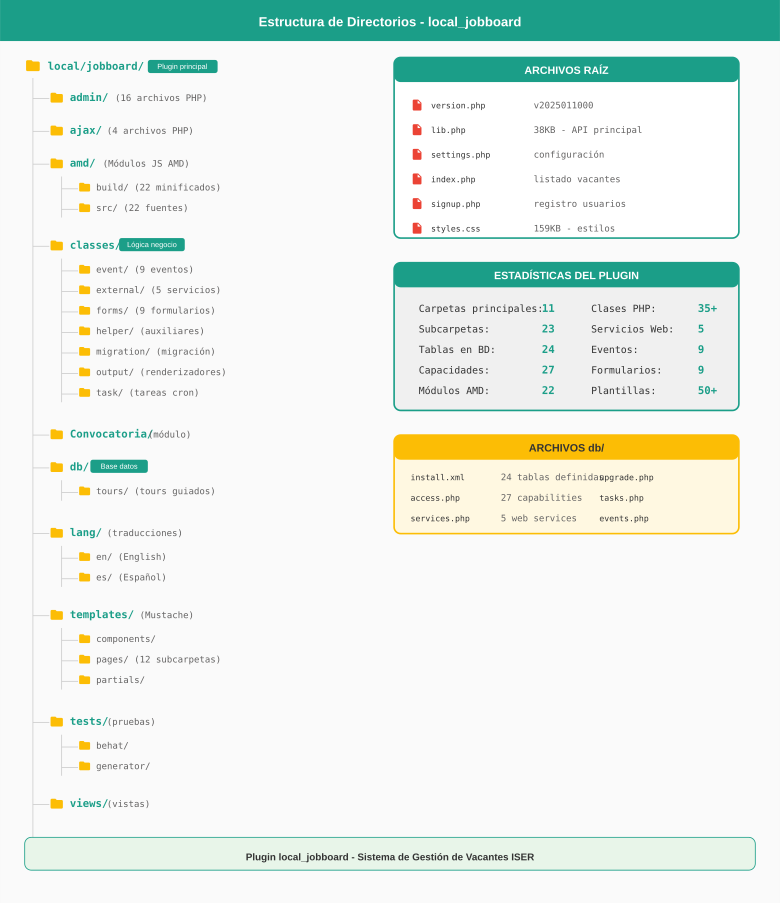 Estructura de Directorios - local_jobboard
local/jobboard/ Plugin principal
admin/ (16 archivos PHP)
ajax/ (4 archivos PHP)
amd/ (Módulos JS AMD)
build/ (22 minificados)
src/ (22 fuentes)
classes/ Lógica negocio
event/ (9 eventos)
external/ (5 servicios)
forms/ (9 formularios)
helper/ (auxiliares)
migration/ (migración)
output/ (renderizadores)
task/ (tareas cron)
Convocatoria/ (módulo)
db/ Base datos
tours/ (tours guiados)
lang/ (traducciones)
en/ (English)
es/ (Español)
templates/ (Mustache)
components/
pages/ (12 subcarpetas)
partials/
tests/ (pruebas)
behat/
generator/
views/ (vistas)
ARCHIVOS RAÍZ
version.php v2025011000
lib.php 38KB - API principal
settings.php configuración
index.php listado vacantes
signup.php registro usuarios
styles.css 159KB - estilos
ESTADÍSTICAS DEL PLUGIN
Carpetas principales: 11 Clases PHP: 35+
Subcarpetas: 23 Servicios Web: 5
Tablas en BD: 24 Eventos: 9
Capacidades: 27 Formularios: 9
Módulos AMD: 22 Plantillas: 50+
ARCHIVOS db/
install.xml 24 tablas definidas upgrade.php
access.php 27 capabilities tasks.php
services.php 5 web services events.php
Plugin local_jobboard - Sistema de Gestión de Vacantes ISER